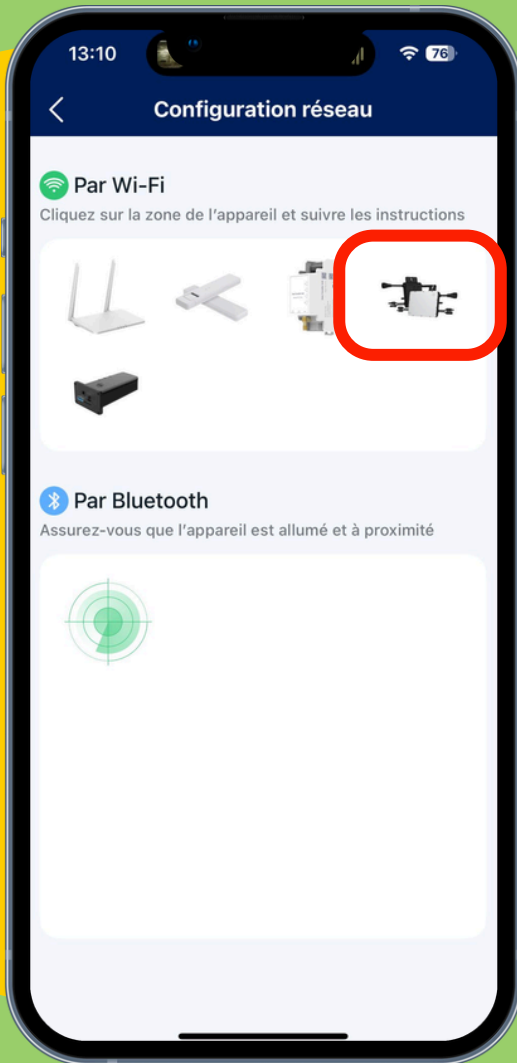 13:10
76
Configuration réseau
Par Wi-Fi
Cliquez sur la zone de l'appareil et suivre les instructions
Par Bluetooth
Assurez-vous que l'appareil est allumé et à proximité